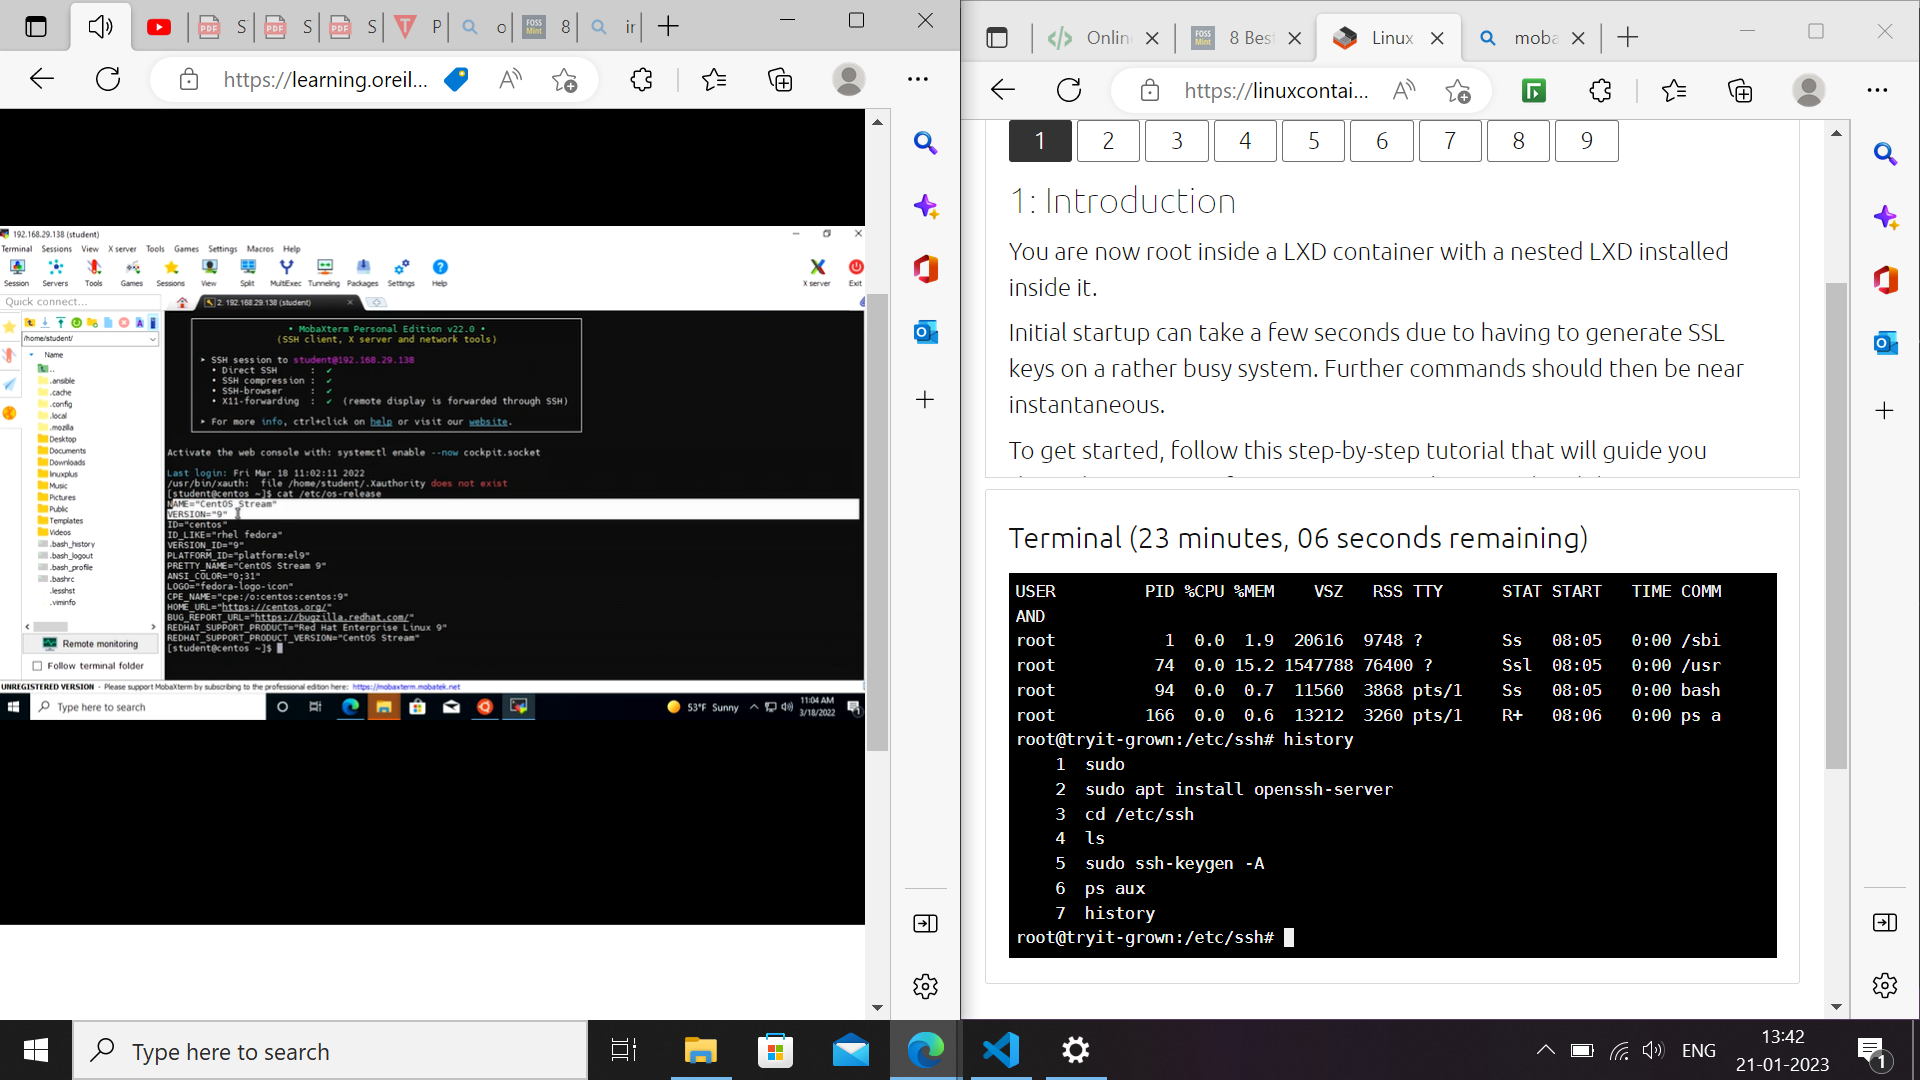 S
S
S
P
o
FOSS
Mint
8
ir
https://learning.oreil...
192.168.29.138 (student)
Terminal Sessions View X server Tools Games Settings Macros Help
Session Servers Tools Games Sessions View Split MultiExec Tunneling Packages Settings Help
X server Exit
Quick connect...
2. 192.168.29.138 (student)
/home/student/
Name
..
.ansible
.cache
.config
.local
.mozilla
Desktop
Documents
Downloads
linuxplus
Music
Pictures
Public
Templates
Videos
.bash_history
.bash_logout
.bash_profile
.bashrc
.lesshst
.viminfo
Remote monitoring
Follow terminal folder
• MobaXterm Personal Edition v22.0 •
(SSH client, X server and network tools)
➤ SSH session to student@192.168.29.138
• Direct SSH : ✔
• SSH compression : ✔
• SSH-browser : ✔
• X11-forwarding : ✔ (remote display is forwarded through SSH)
➤ For more info, ctrl+click on help or visit our website.
Activate the web console with: systemctl enable --now cockpit.socket
Last login: Fri Mar 18 11:02:11 2022
/usr/bin/xauth: file /home/student/.Xauthority does not exist
[student@centos ~]$ cat /etc/os-release
NAME="CentOS Stream"
VERSION="9"
ID="centos"
ID_LIKE="rhel fedora"
VERSION_ID="9"
PLATFORM_ID="platform:el9"
PRETTY_NAME="CentOS Stream 9"
ANSI_COLOR="0;31"
LOGO="fedora-logo-icon"
CPE_NAME="cpe:/o:centos:centos:9"
HOME_URL="https://centos.org/"
BUG_REPORT_URL="https://bugzilla.redhat.com/"
REDHAT_SUPPORT_PRODUCT="Red Hat Enterprise Linux 9"
REDHAT_SUPPORT_PRODUCT_VERSION="CentOS Stream"
[student@centos ~]$
UNREGISTERED VERSION - Please support MobaXterm by subscribing to the professional edition here: https://mobaxterm.mobatek.net
Type here to search
53°F Sunny
11:04 AM
3/18/2022
Onlin
FOSS
Mint
8 Bes
Linux
moba
https://linuxcontai...
1 2 3 4 5 6 7 8 9
1: Introduction
You are now root inside a LXD container with a nested LXD installed
inside it.
Initial startup can take a few seconds due to having to generate SSL
keys on a rather busy system. Further commands should then be near
instantaneous.
To get started, follow this step-by-step tutorial that will guide you
Terminal (23 minutes, 06 seconds remaining)
USER PID %CPU %MEM VSZ RSS TTY STAT START TIME COMM
AND
root 1 0.0 1.9 20616 9748 ? Ss 08:05 0:00 /sbi
root 74 0.0 15.2 1547788 76400 ? Ssl 08:05 0:00 /usr
root 94 0.0 0.7 11560 3868 pts/1 Ss 08:05 0:00 bash
root 166 0.0 0.6 13212 3260 pts/1 R+ 08:06 0:00 ps a
root@tryit-grown:/etc/ssh# history
1 sudo
2 sudo apt install openssh-server
3 cd /etc/ssh
4 ls
5 sudo ssh-keygen -A
6 ps aux
7 history
root@tryit-grown:/etc/ssh#
Type here to search
ENG
13:42
21-01-2023
1